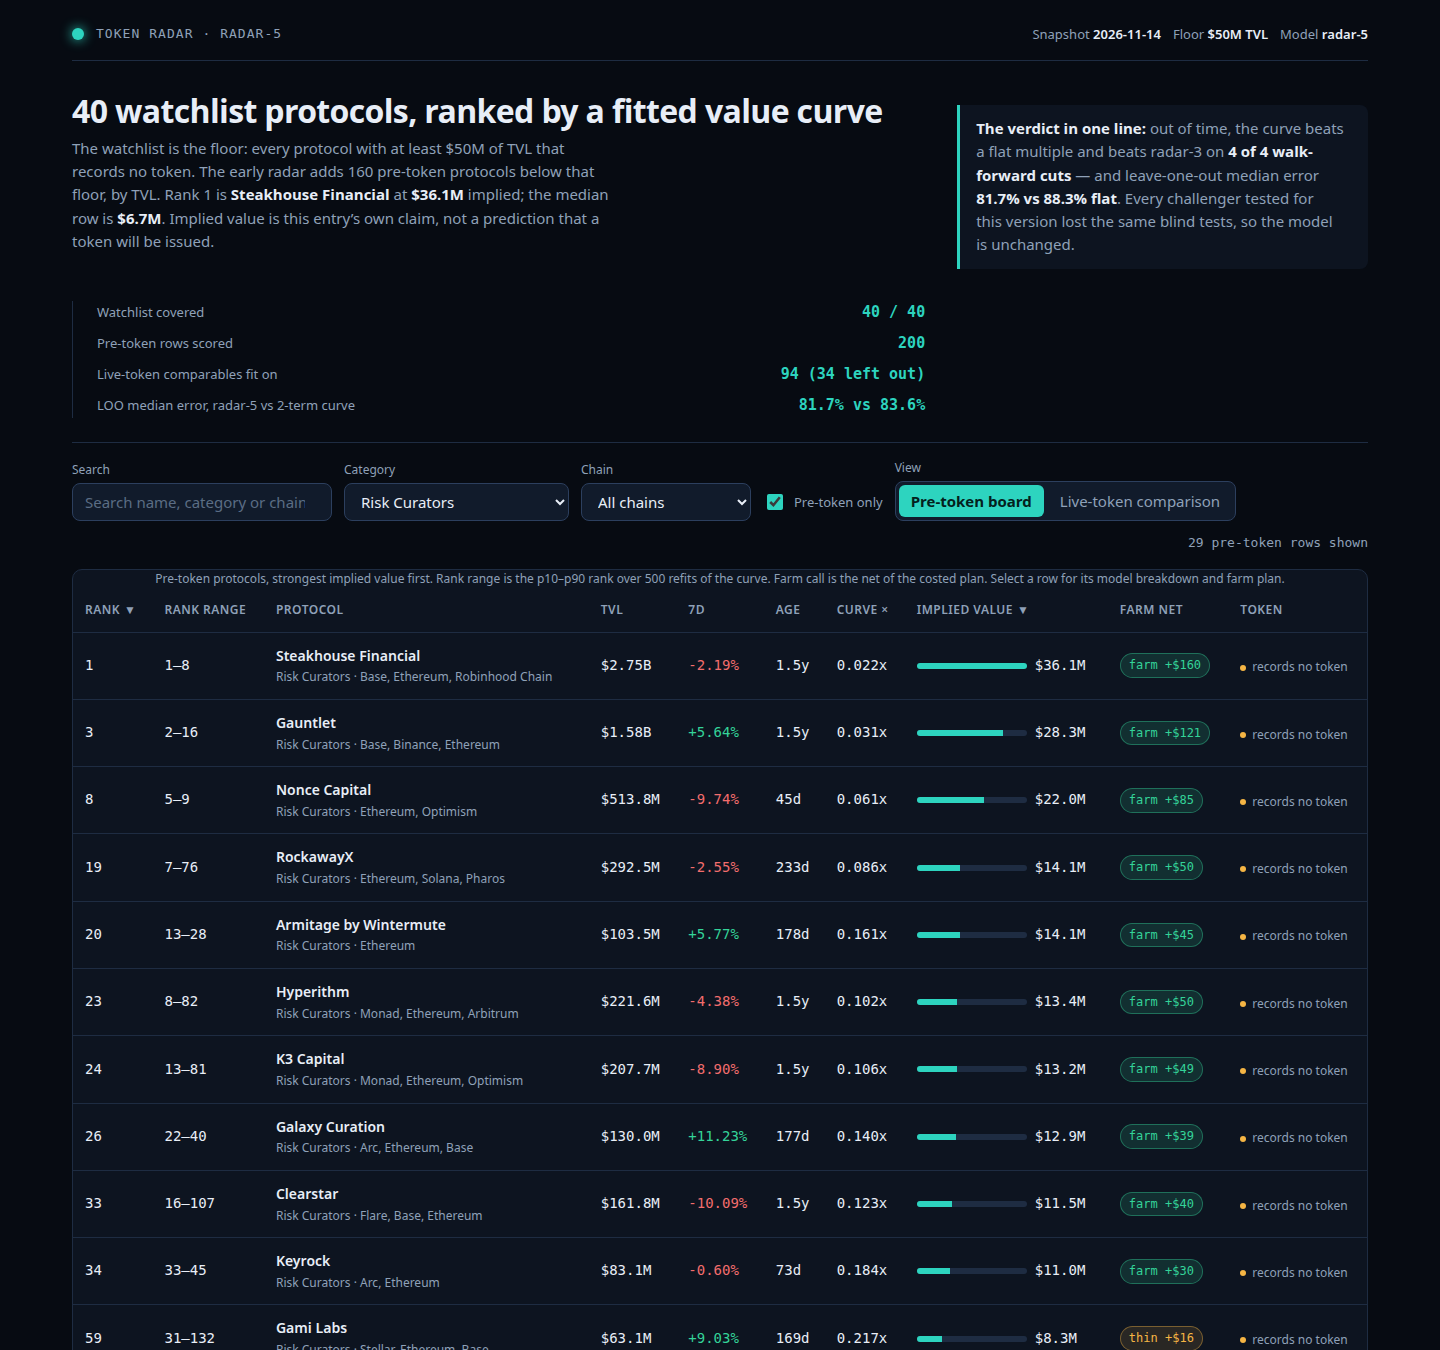 TOKEN RADAR · RADAR-5
Snapshot 2026-11-14 Floor $50M TVL Model radar-5
40 watchlist protocols, ranked by a fitted value curve
The watchlist is the floor: every protocol with at least $50M of TVL that
records no token. The early radar adds 160 pre-token protocols below that
floor, by TVL. Rank 1 is Steakhouse Financial at $36.1M implied; the median
row is $6.7M. Implied value is this entry’s own claim, not a prediction that a
token will be issued.
The verdict in one line: out of time, the curve beats
a flat multiple and beats radar-3 on 4 of 4 walk-
forward cuts — and leave-one-out median error
81.7% vs 88.3% flat. Every challenger tested for
this version lost the same blind tests, so the model
is unchanged.
Watchlist covered 40 / 40
Pre-token rows scored 200
Live-token comparables fit on 94 (34 left out)
LOO median error, radar-5 vs 2-term curve 81.7% vs 83.6%
Search Category Chain View
Search name, category or chain Risk Curators All chains Pre-token only Pre-token board Live-token comparison
29 pre-token rows shown
Pre-token protocols, strongest implied value first. Rank range is the p10–p90 rank over 500 refits of the curve. Farm call is the net of the costed plan. Select a row for its model breakdown and farm plan.
RANK ▼ RANK RANGE PROTOCOL TVL 7D AGE CURVE × IMPLIED VALUE ▼ FARM NET TOKEN
1 1–8 Steakhouse Financial $2.75B -2.19% 1.5y 0.022x $36.1M farm +$160 records no token
Risk Curators · Base, Ethereum, Robinhood Chain
3 2–16 Gauntlet $1.58B +5.64% 1.5y 0.031x $28.3M farm +$121 records no token
Risk Curators · Base, Binance, Ethereum
8 5–9 Nonce Capital $513.8M -9.74% 45d 0.061x $22.0M farm +$85 records no token
Risk Curators · Ethereum, Optimism
19 7–76 RockawayX $292.5M -2.55% 233d 0.086x $14.1M farm +$50 records no token
Risk Curators · Ethereum, Solana, Pharos
20 13–28 Armitage by Wintermute $103.5M +5.77% 178d 0.161x $14.1M farm +$45 records no token
Risk Curators · Ethereum
23 8–82 Hyperithm $221.6M -4.38% 1.5y 0.102x $13.4M farm +$50 records no token
Risk Curators · Monad, Ethereum, Arbitrum
24 13–81 K3 Capital $207.7M -8.90% 1.5y 0.106x $13.2M farm +$49 records no token
Risk Curators · Monad, Ethereum, Optimism
26 22–40 Galaxy Curation $130.0M +11.23% 177d 0.140x $12.9M farm +$39 records no token
Risk Curators · Arc, Ethereum, Base
33 16–107 Clearstar $161.8M -10.09% 1.5y 0.123x $11.5M farm +$40 records no token
Risk Curators · Flare, Base, Ethereum
34 33–45 Keyrock $83.1M -0.60% 73d 0.184x $11.0M farm +$30 records no token
Risk Curators · Arc, Ethereum
59 31–132 Gami Labs $63.1M +9.03% 169d 0.217x $8.3M thin +$16 records no token
Risk Curators · Stellar, Ethereum, Base